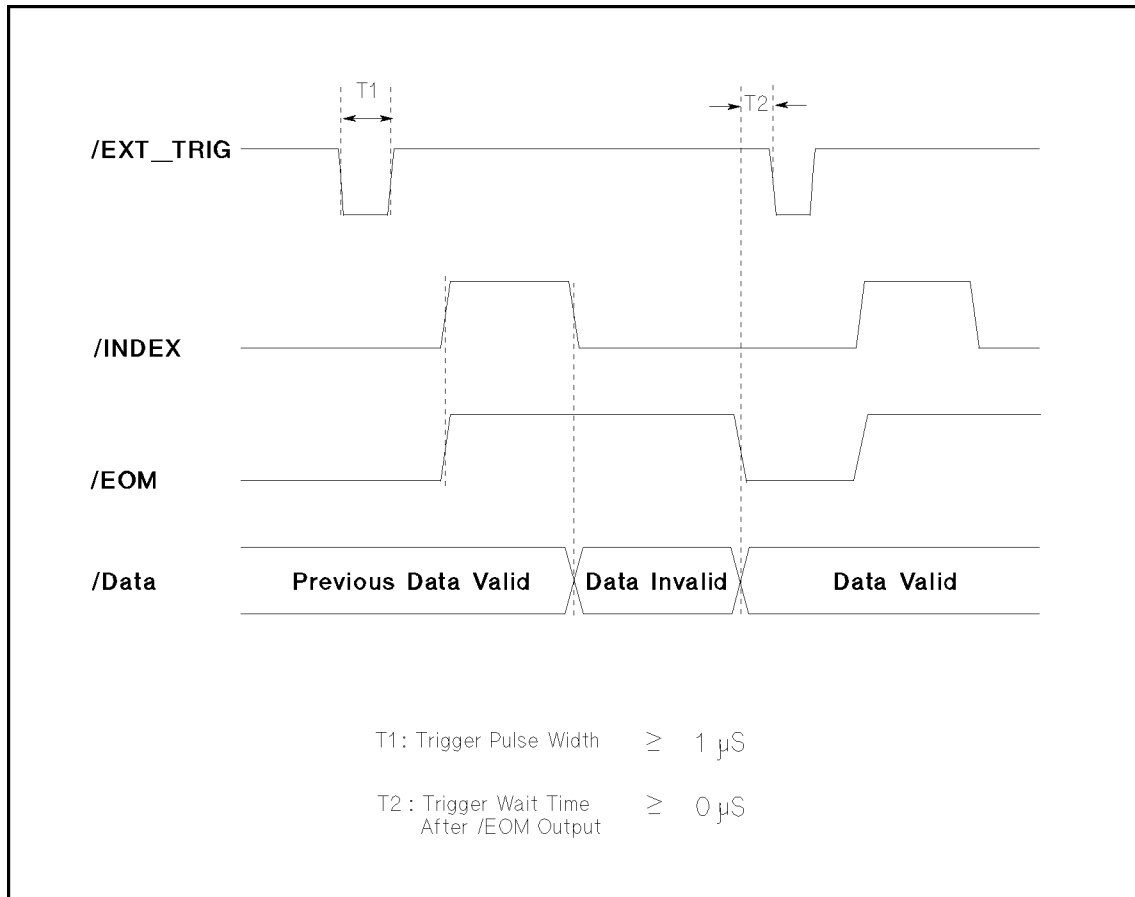 T1
T2
/EXT_TRIG
/INDEX
/EOM
/Data
Previous Data Valid
Data Invalid
Data Valid
T1: Trigger Pulse Width ≥ 1 µS
T2: Trigger Wait Time ≥ 0 µS
After /EOM Output